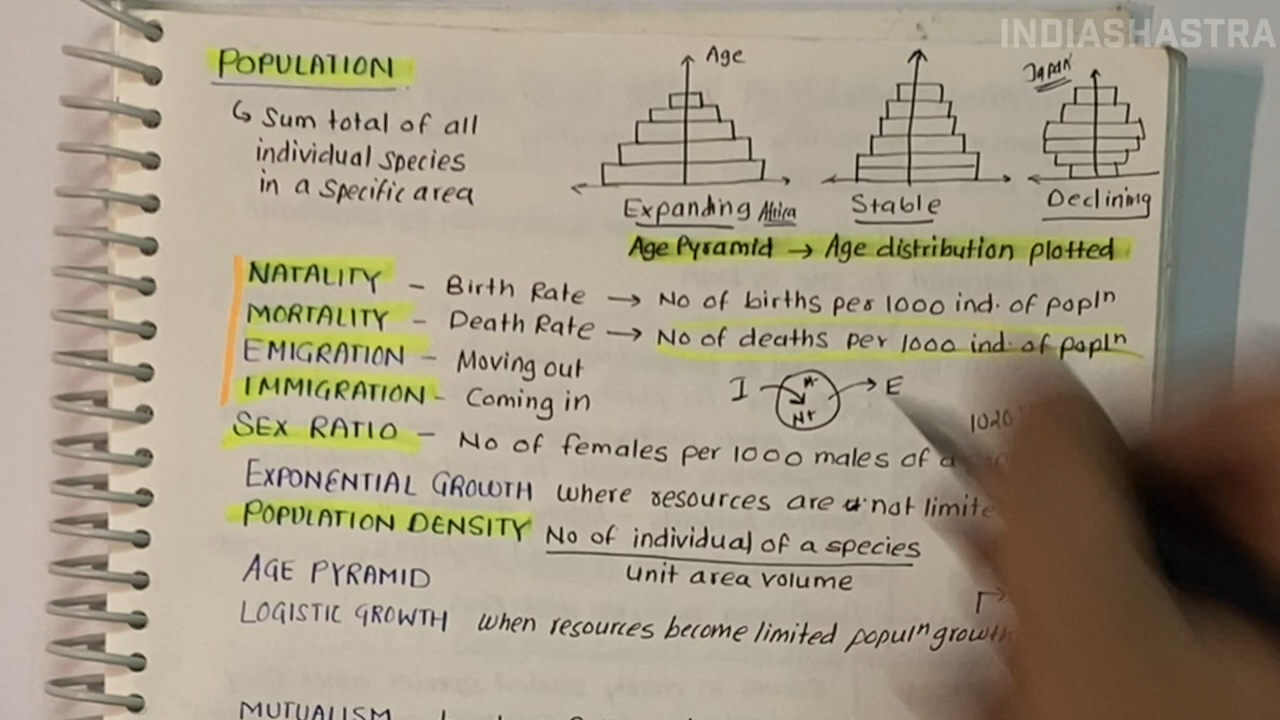 INDIASHASTRA
POPULATION
↳ Sum total of all
individual species
in a specific area
Age
Japan
Expanding Africa
Stable
Declining
Age Pyramid → Age distribution plotted
NATALITY - Birth Rate → No of births per 1000 ind. of popln
MORTALITY - Death Rate → No of deaths per 1000 ind. of popln
EMIGRATION - Moving out
IMMIGRATION - Coming in
I M- N+ → E
SEX RATIO - No of females per 1000 males of a
1020
EXPONENTIAL GROWTH where resources are not limite
POPULATION DENSITY No of individual of a species
unit area volume
AGE PYRAMID
LOGISTIC GROWTH when resources become limited populn growth
MUTUALISM